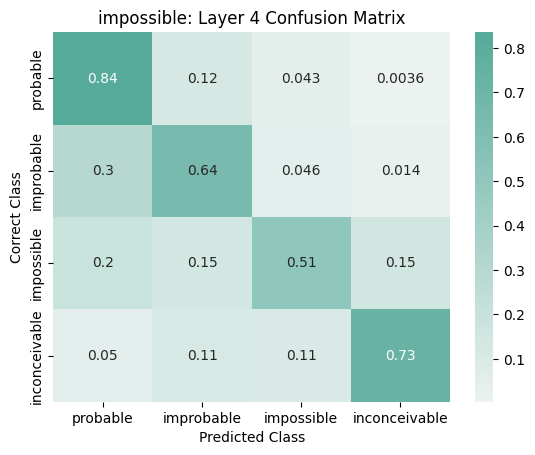 impossible: Layer 4 Confusion Matrix
Correct Class
probable
0.84 0.12 0.043 0.0036
improbable
0.3 0.64 0.046 0.014
impossible
0.2 0.15 0.51 0.15
inconceivable
0.05 0.11 0.11 0.73
probable improbable impossible inconceivable
Predicted Class
0.8
0.7
0.6
0.5
0.4
0.3
0.2
0.1